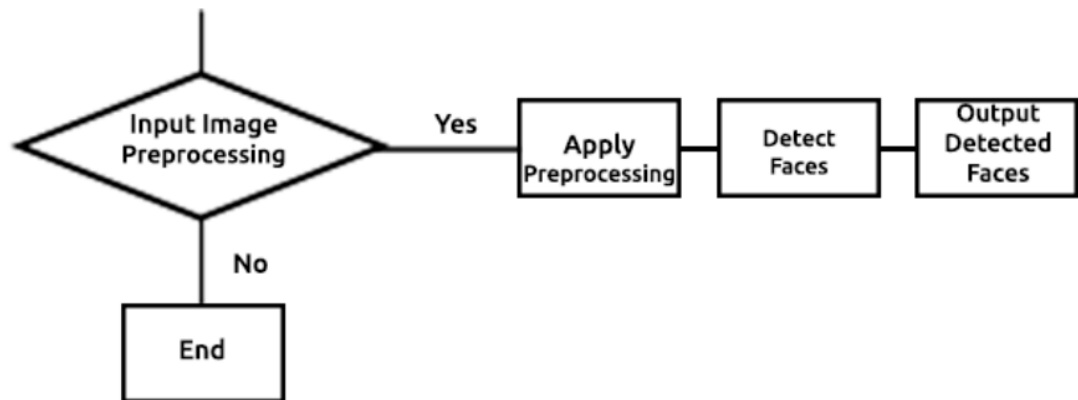 Input Image
Preprocessing
Yes
Apply
Preprocessing
Detect
Faces
Output
Detected
Faces
No
End